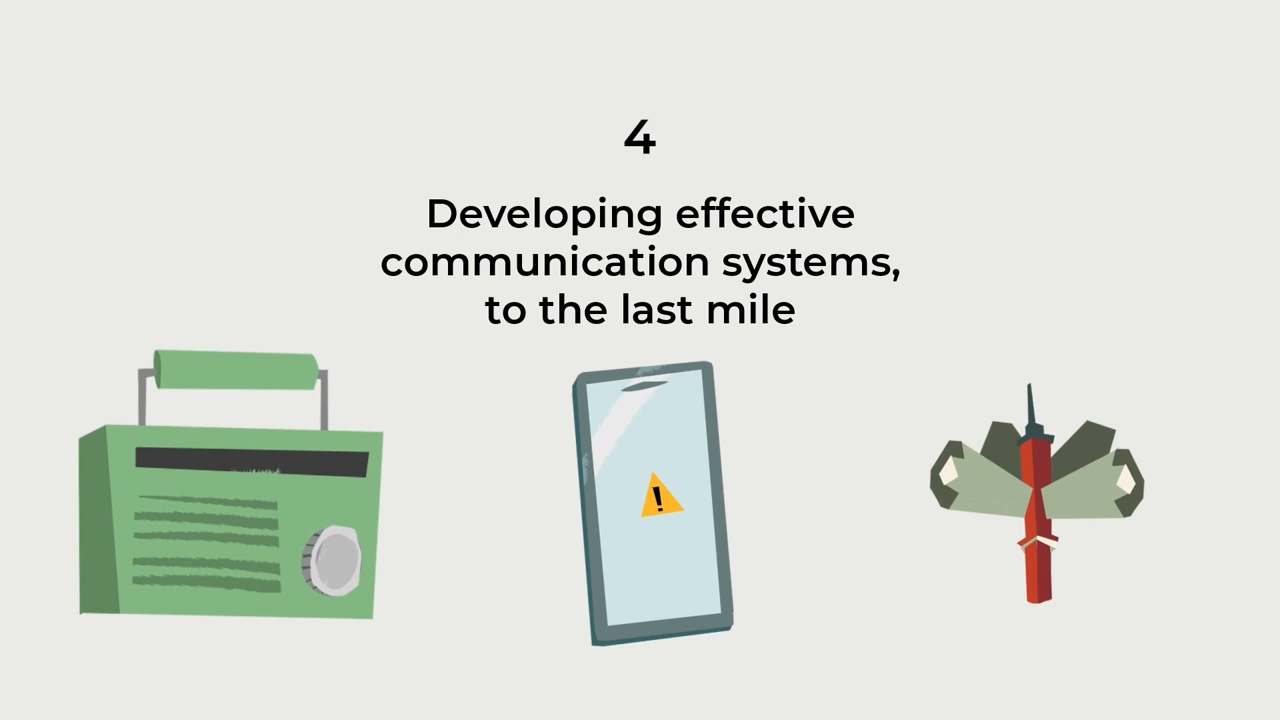 4
Developing effective
communication systems,
to the last mile
!